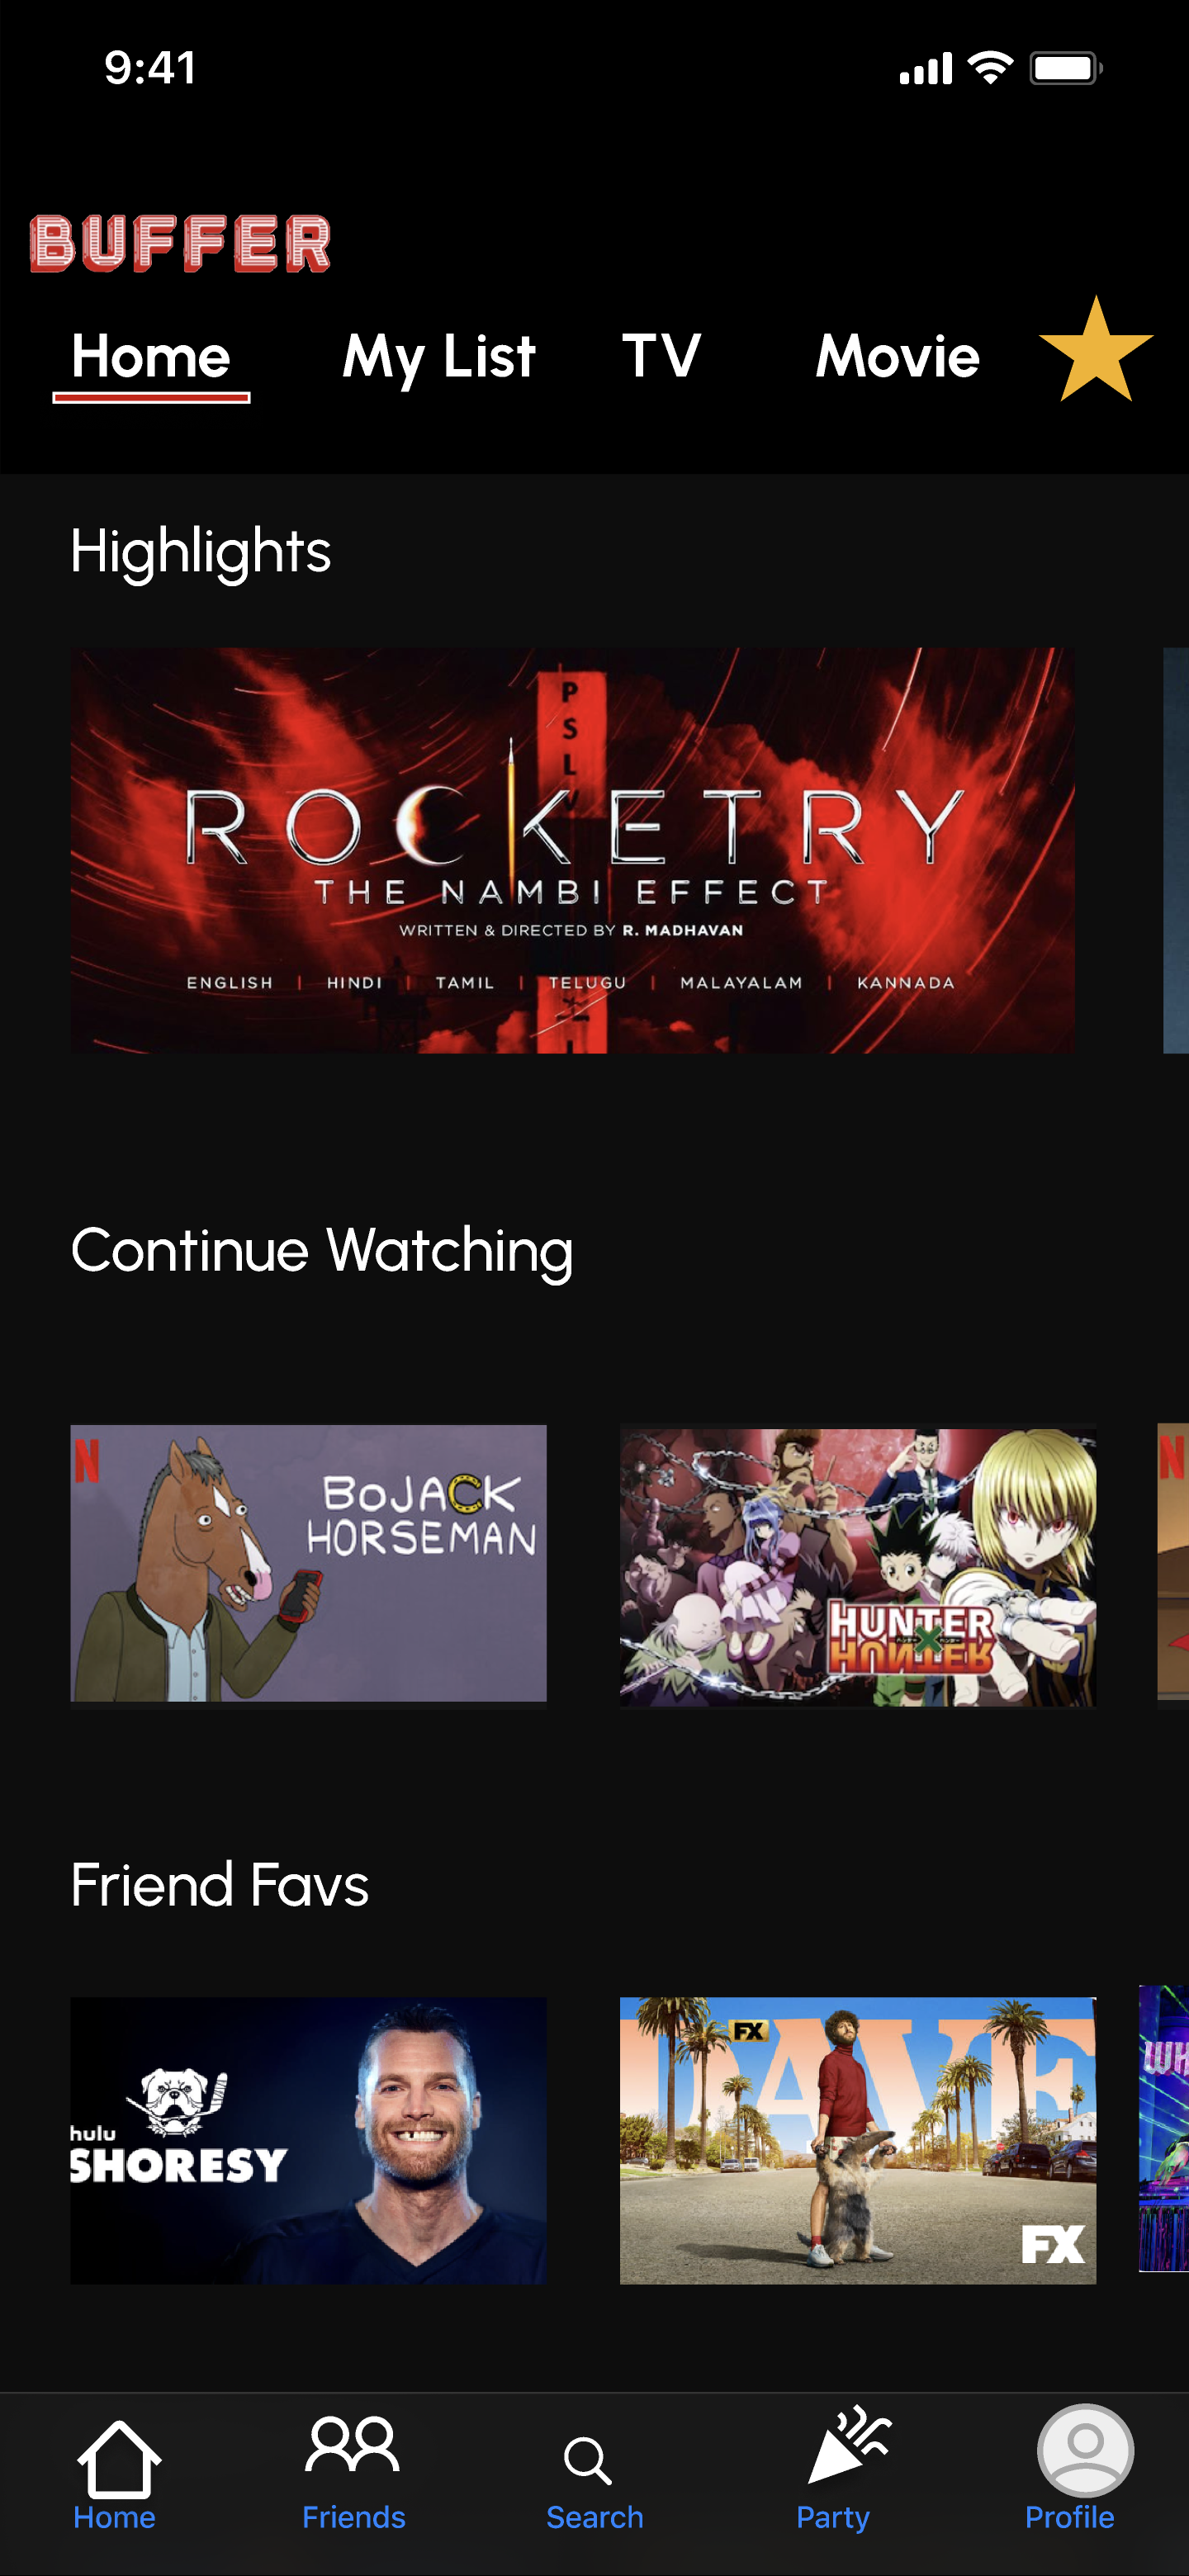 9:41
BUFFER
Home My List TV Movie
Highlights
PSLV
ROCKETRY
THE NAMBI EFFECT
WRITTEN & DIRECTED BY R. MADHAVAN
ENGLISH | HINDI | TAMIL | TELUGU | MALAYALAM | KANNADA
Continue Watching
N
BOJACK
HORSEMAN
HUNTER
X
HUNTER
N
Friend Favs
hulu
SHORESY
FX
DAVE
FX
Home Friends Search Party Profile